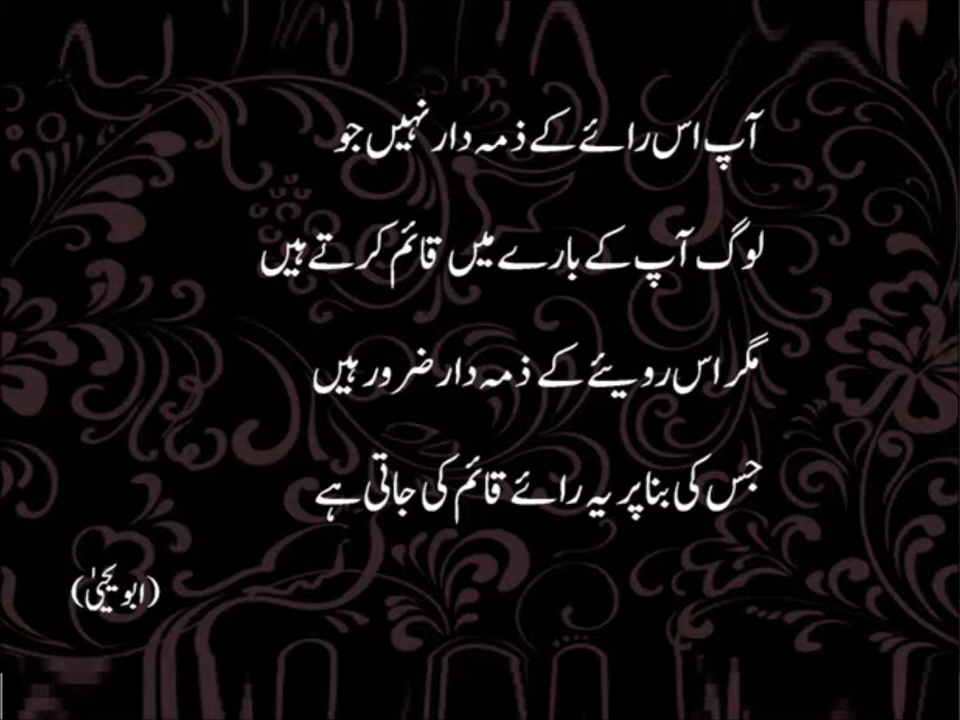 آپ اس رائے کے ذمہ دار نہیں جو
لوگ آپ کے بارے میں قائم کرتے ہیں
مگر اس رویئے کے ذمہ دار ضرور ہیں
جس کی بنا پر یہ رائے قائم کی جاتی ہے
(ابو یحییٰ)